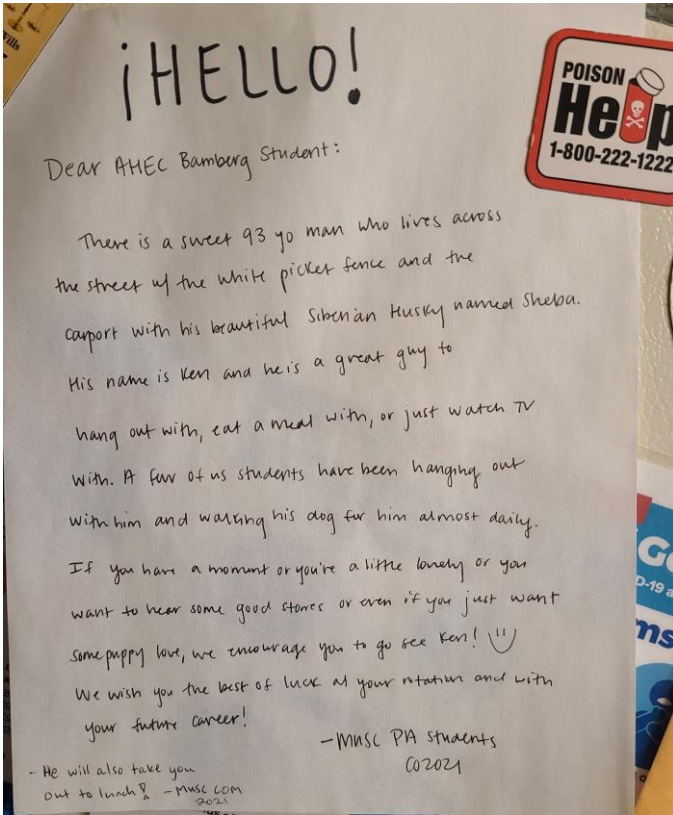 ¡HELLO!
Dear AHEC Bamberg Student:
There is a sweet 93 yo man who lives across
the street w/ the white picket fence and the
carport with his beautiful Siberian Husky named Sheba.
His name is Ken and he is a great guy to
hang out with, eat a meal with, or just watch TV
with. A few of us students have been hanging out
with him and walking his dog for him almost daily.
If you have a moment or you're a little lonely or you
want to hear some good stories or even if you just want
some puppy love, we encourage you to go see Ken!
We wish you the best of luck at your rotation and with
your future career!
-MUSC PA students
CO2021
- He will also take you
out to lunch! -MUSC COM
2021
POISON
Help
1-800-222-1222
D-19 a
ms